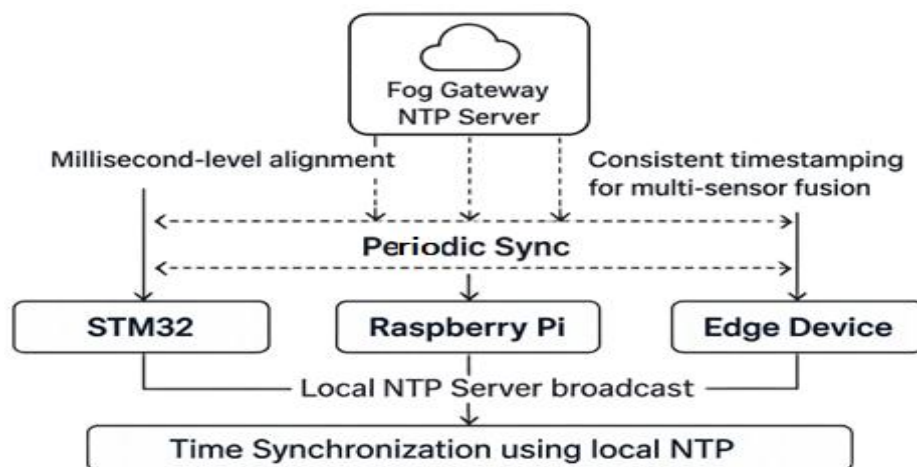 Fog Gateway
NTP Server
Millisecond-level alignment
Consistent timestamping
for multi-sensor fusion
Periodic Sync
STM32
Raspberry Pi
Edge Device
Local NTP Server broadcast
Time Synchronization using local NTP